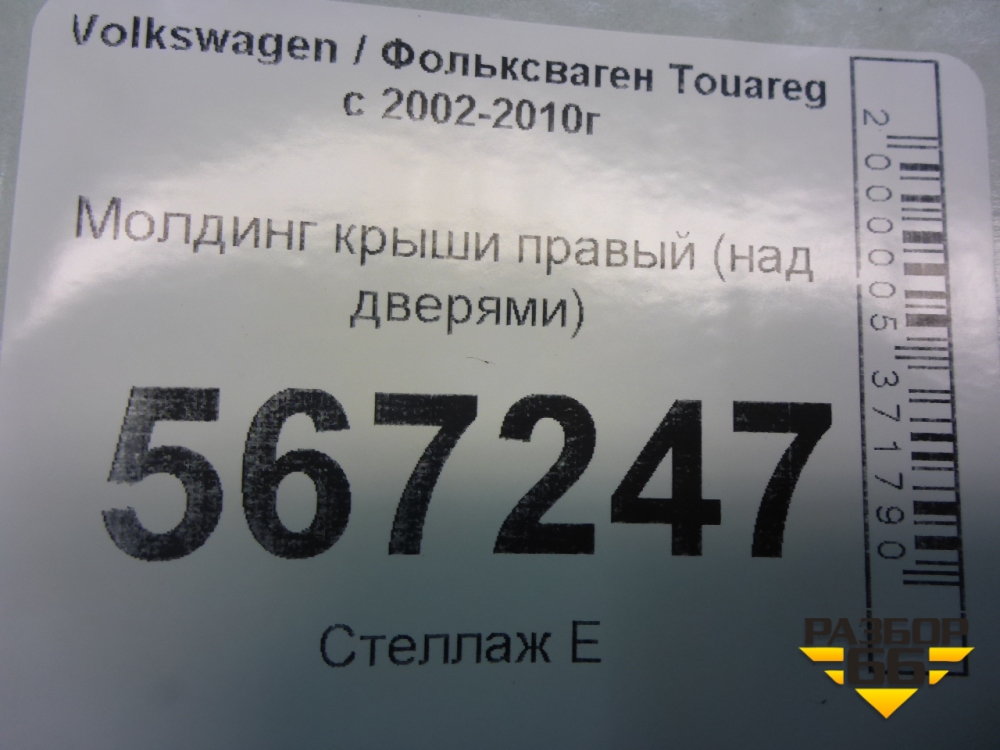 Volkswagen / Фольксваген Touareg
с 2002-2010г
Молдинг крыши правый (над
дверями)
567247
Стеллаж Е
2000005371790
РАЗБОР
66